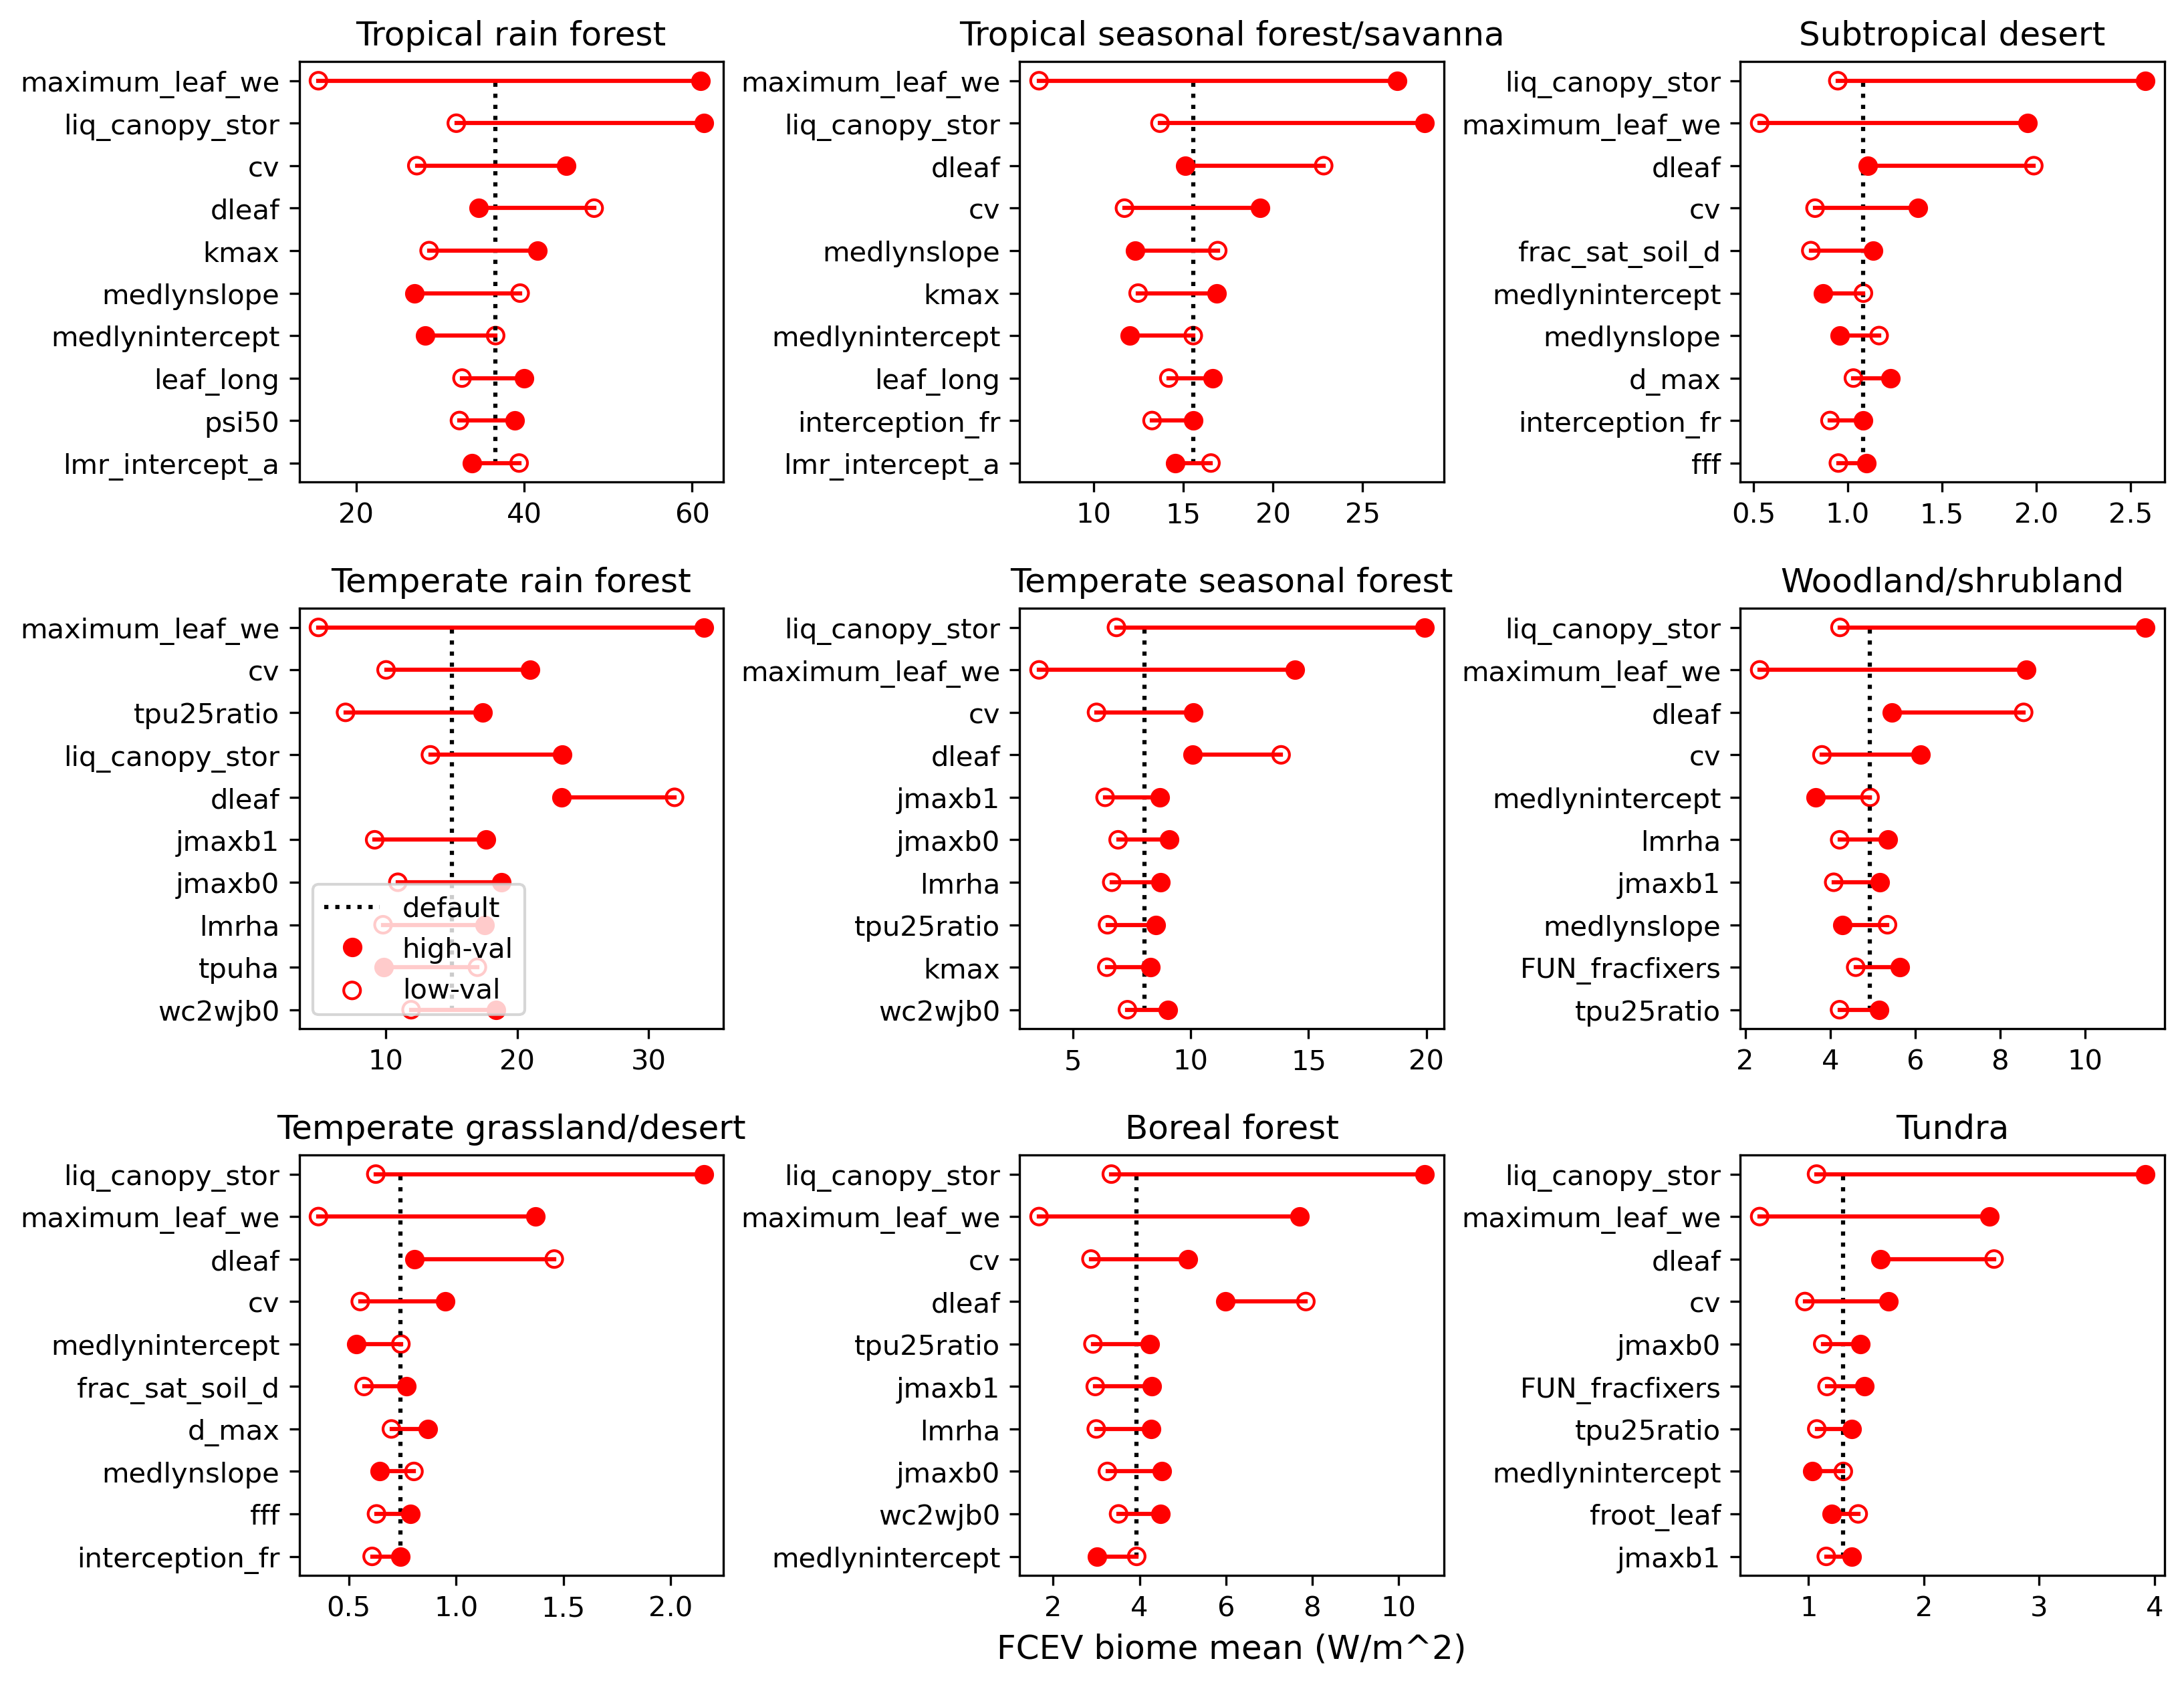 Tropical rain forest
maximum_leaf_we
liq_canopy_stor
cv
dleaf
kmax
medlynslope
medlynintercept
leaf_long
psi50
lmr_intercept_a
20 40 60
Tropical seasonal forest/savanna
maximum_leaf_we
liq_canopy_stor
dleaf
cv
medlynslope
kmax
medlynintercept
leaf_long
interception_fr
lmr_intercept_a
10 15 20 25
Subtropical desert
liq_canopy_stor
maximum_leaf_we
dleaf
cv
frac_sat_soil_d
medlynintercept
medlynslope
d_max
interception_fr
fff
0.5 1.0 1.5 2.0 2.5
Temperate rain forest
maximum_leaf_we
cv
tpu25ratio
liq_canopy_stor
dleaf
jmaxb1
jmaxb0
lmrha
tpuha
wc2wjb0
default
high-val
low-val
10 20 30
Temperate seasonal forest
liq_canopy_stor
maximum_leaf_we
cv
dleaf
jmaxb1
jmaxb0
lmrha
tpu25ratio
kmax
wc2wjb0
5 10 15 20
Woodland/shrubland
liq_canopy_stor
maximum_leaf_we
dleaf
cv
medlynintercept
lmrha
jmaxb1
medlynslope
FUN_fracfixers
tpu25ratio
2 4 6 8 10
Temperate grassland/desert
liq_canopy_stor
maximum_leaf_we
dleaf
cv
medlynintercept
frac_sat_soil_d
d_max
medlynslope
fff
interception_fr
0.5 1.0 1.5 2.0
Boreal forest
liq_canopy_stor
maximum_leaf_we
cv
dleaf
tpu25ratio
jmaxb1
lmrha
jmaxb0
wc2wjb0
medlynintercept
2 4 6 8 10
FCEV biome mean (W/m^2)
Tundra
liq_canopy_stor
maximum_leaf_we
dleaf
cv
jmaxb0
FUN_fracfixers
tpu25ratio
medlynintercept
froot_leaf
jmaxb1
1 2 3 4